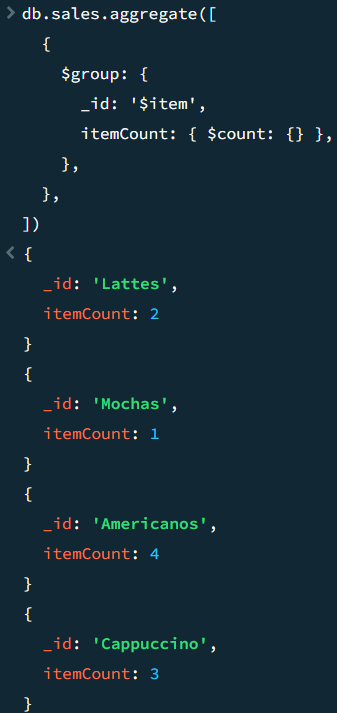 > db.sales.aggregate([
{
$group: {
_id: '$item',
itemCount: { $count: {} },
},
},
])
< {
_id: 'Lattes',
itemCount: 2
}
{
_id: 'Mochas',
itemCount: 1
}
{
_id: 'Americanos',
itemCount: 4
}
{
_id: 'Cappuccino',
itemCount: 3
}